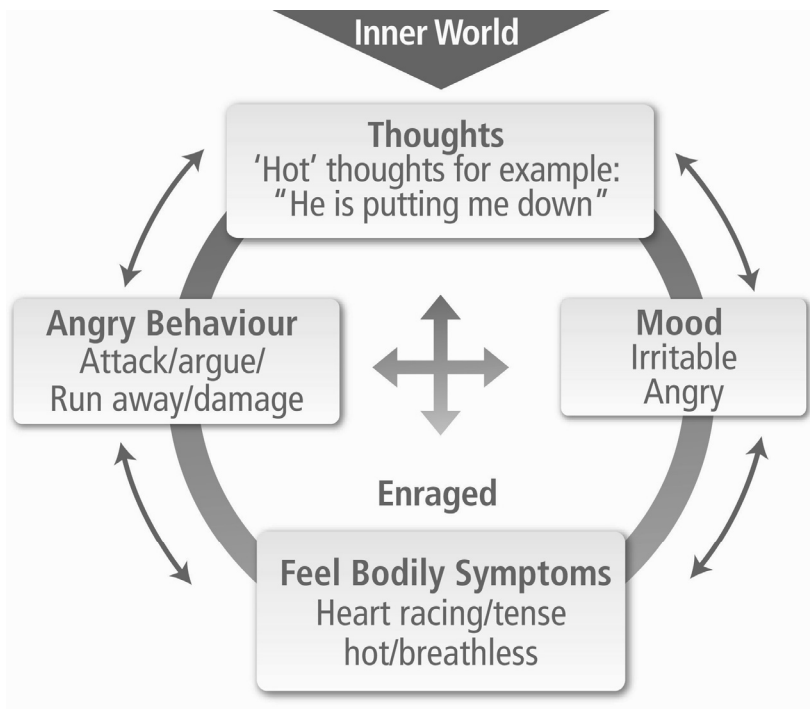 Inner World
Thoughts
‘Hot’ thoughts for example:
“He is putting me down”
Angry Behaviour
Attack/argue/
Run away/damage
Mood
Irritable
Angry
Enraged
Feel Bodily Symptoms
Heart racing/tense
hot/breathless